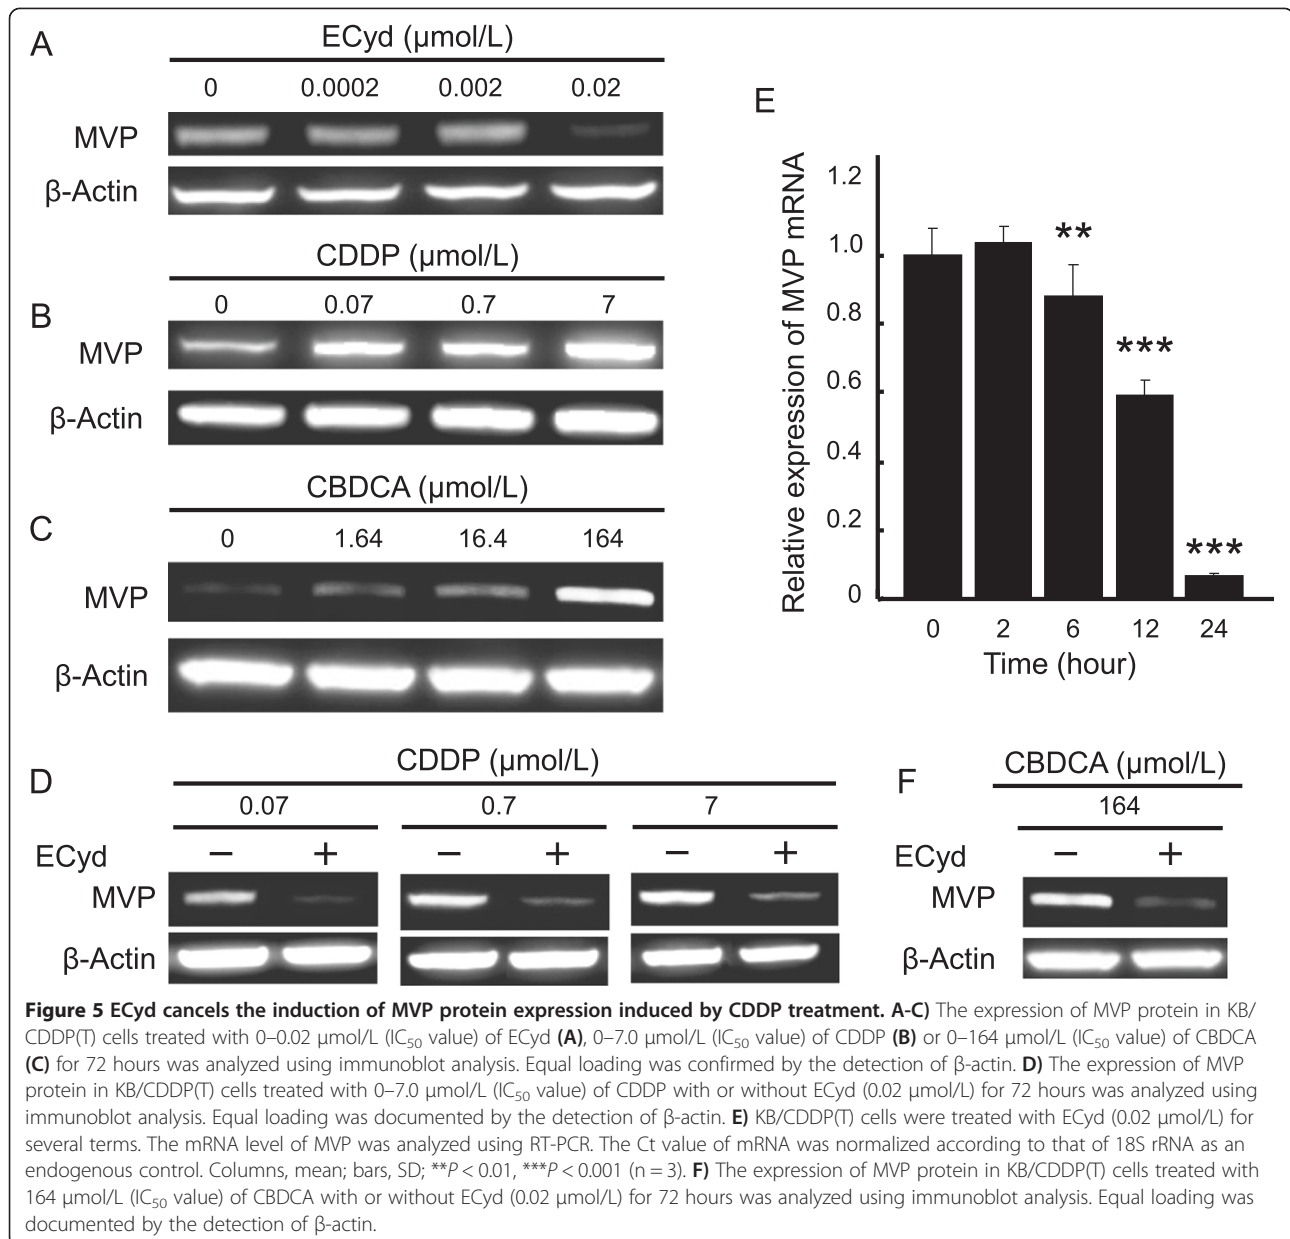 A
ECyd (µmol/L)
0 0.0002 0.002 0.02
MVP
β-Actin
CDDP (µmol/L)
B
0 0.07 0.7 7
MVP
β-Actin
CBDCA (µmol/L)
C
0 1.64 16.4 164
MVP
β-Actin
E
Relative expression of MVP mRNA
1.2
1.0
0.8
0.6
0.4
0.2
0
**
***
***
0 2 6 12 24
Time (hour)
D
CDDP (µmol/L)
0.07 0.7 7
ECyd − + − + − +
MVP
β-Actin
F
CBDCA (µmol/L)
164
ECyd − +
MVP
β-Actin
Figure 5 ECyd cancels the induction of MVP protein expression induced by CDDP treatment. A-C) The expression of MVP protein in KB/
CDDP(T) cells treated with 0–0.02 µmol/L (IC50 value) of ECyd (A), 0–7.0 µmol/L (IC50 value) of CDDP (B) or 0–164 µmol/L (IC50 value) of CBDCA
(C) for 72 hours was analyzed using immunoblot analysis. Equal loading was confirmed by the detection of β-actin. D) The expression of MVP
protein in KB/CDDP(T) cells treated with 0–7.0 µmol/L (IC50 value) of CDDP with or without ECyd (0.02 µmol/L) for 72 hours was analyzed using
immunoblot analysis. Equal loading was documented by the detection of β-actin. E) KB/CDDP(T) cells were treated with ECyd (0.02 µmol/L) for
several terms. The mRNA level of MVP was analyzed using RT-PCR. The Ct value of mRNA was normalized according to that of 18S rRNA as an
endogenous control. Columns, mean; bars, SD; **P < 0.01, ***P < 0.001 (n = 3). F) The expression of MVP protein in KB/CDDP(T) cells treated with
164 µmol/L (IC50 value) of CBDCA with or without ECyd (0.02 µmol/L) for 72 hours was analyzed using immunoblot analysis. Equal loading was
documented by the detection of β-actin.